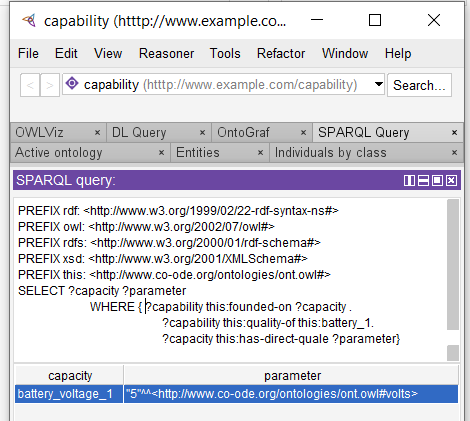 capability (htttp://www.example.co...
File Edit View Reasoner Tools Refactor Window Help
< > capability (htttp://www.example.com/capability) Search...
OWLViz × DL Query × OntoGraf × SPARQL Query ×
Active ontology × Entities × Individuals by class ×
SPARQL query:
PREFIX rdf: <http://www.w3.org/1999/02/22-rdf-syntax-ns#>
PREFIX owl: <http://www.w3.org/2002/07/owl#>
PREFIX rdfs: <http://www.w3.org/2000/01/rdf-schema#>
PREFIX xsd: <http://www.w3.org/2001/XMLSchema#>
PREFIX this: <http://www.co-ode.org/ontologies/ont.owl#>
SELECT ?capacity ?parameter
WHERE { ?capability this:founded-on ?capacity .
?capability this:quality-of this:battery_1.
?capacity this:has-direct-quale ?parameter}
capacity parameter
battery_voltage_1 "5"^^<http://www.co-ode.org/ontologies/ont.owl#volts>